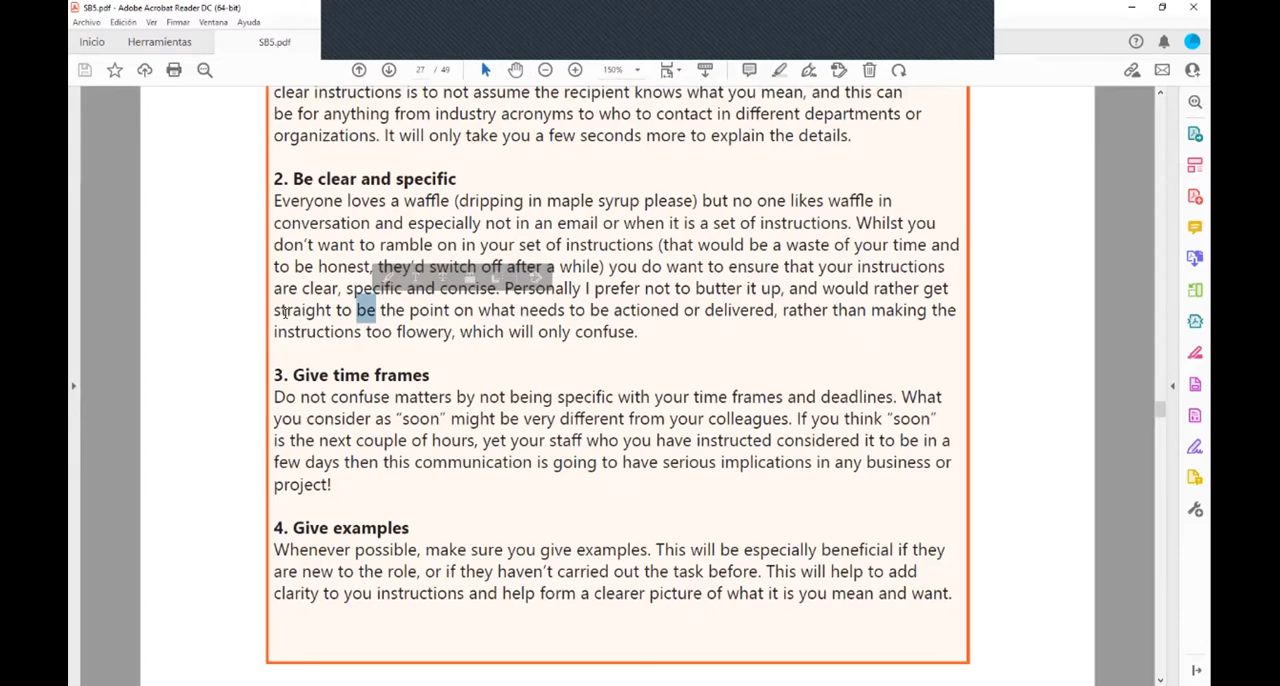 SB5.pdf - Adobe Acrobat Reader DC (64-bit)
Archivo Edición Ver Firmar Ventana Ayuda
Inicio Herramientas SB5.pdf
27 / 49 150%
clear instructions is to not assume the recipient knows what you mean, and this can
be for anything from industry acronyms to who to contact in different departments or
organizations. It will only take you a few seconds more to explain the details.
2. Be clear and specific
Everyone loves a waffle (dripping in maple syrup please) but no one likes waffle in
conversation and especially not in an email or when it is a set of instructions. Whilst you
don't want to ramble on in your set of instructions (that would be a waste of your time and
to be honest, they'd switch off after a while) you do want to ensure that your instructions
are clear, specific and concise. Personally I prefer not to butter it up, and would rather get
straight to be the point on what needs to be actioned or delivered, rather than making the
instructions too flowery, which will only confuse.
3. Give time frames
Do not confuse matters by not being specific with your time frames and deadlines. What
you consider as “soon” might be very different from your colleagues. If you think “soon”
is the next couple of hours, yet your staff who you have instructed considered it to be in a
few days then this communication is going to have serious implications in any business or
project!
4. Give examples
Whenever possible, make sure you give examples. This will be especially beneficial if they
are new to the role, or if they haven't carried out the task before. This will help to add
clarity to you instructions and help form a clearer picture of what it is you mean and want.